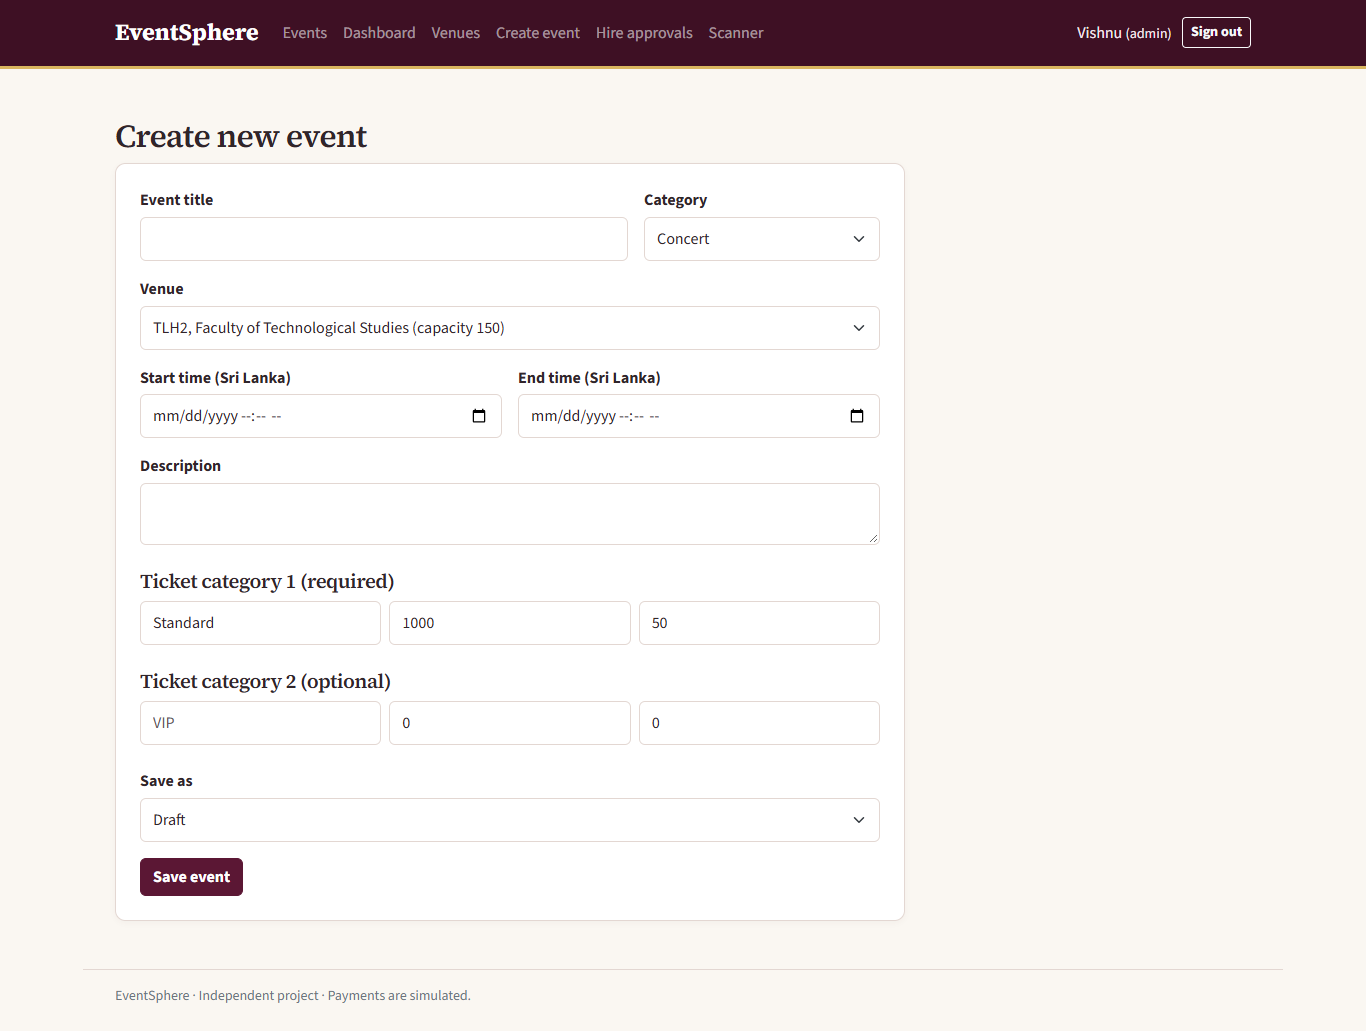 EventSphere Events Dashboard Venues Create event Hire approvals Scanner Vishnu (admin) Sign out
Create new event
Event title Category
Concert
Venue
TLH2, Faculty of Technological Studies (capacity 150)
Start time (Sri Lanka) End time (Sri Lanka)
mm/dd/yyyy --:-- -- mm/dd/yyyy --:-- --
Description
Ticket category 1 (required)
Standard 1000 50
Ticket category 2 (optional)
VIP 0 0
Save as
Draft
Save event
EventSphere · Independent project · Payments are simulated.